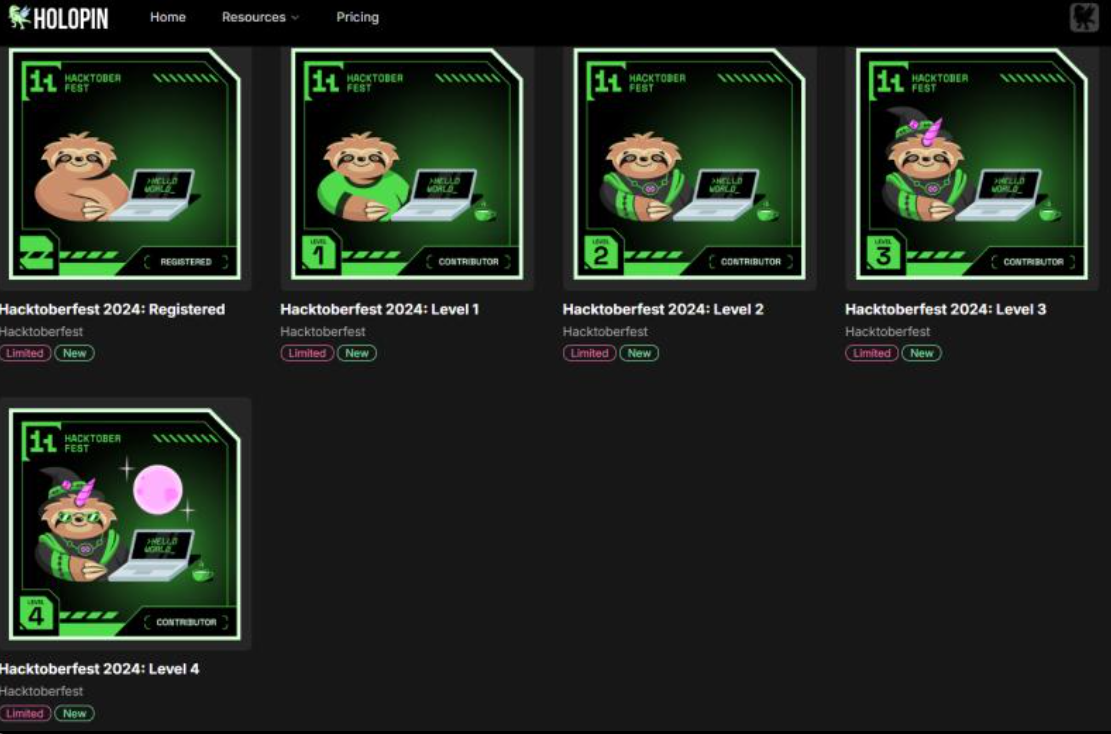 HOLOPIN Home Resources Pricing
HACKTOBER
FEST
>HELLO
WORLD_
REGISTERED
HACKTOBER
FEST
>HELLO
WORLD_
LEVEL
1
CONTRIBUTOR
HACKTOBER
FEST
>HELLO
WORLD_
LEVEL
2
CONTRIBUTOR
HACKTOBER
FEST
>HELLO
WORLD_
LEVEL
3
CONTRIBUTOR
Hacktoberfest 2024: Registered
Hacktoberfest
Limited New
Hacktoberfest 2024: Level 1
Hacktoberfest
Limited New
Hacktoberfest 2024: Level 2
Hacktoberfest
Limited New
Hacktoberfest 2024: Level 3
Hacktoberfest
Limited New
HACKTOBER
FEST
>HELLO
WORLD_
LEVEL
4
CONTRIBUTOR
Hacktoberfest 2024: Level 4
Hacktoberfest
Limited New